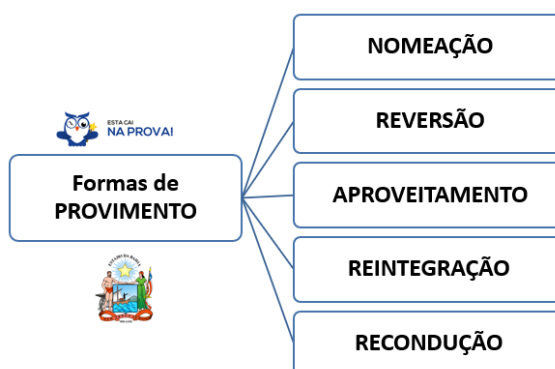 NOMEAÇÃO
ESTA CAI
NA PROVA!
REVERSÃO
Formas de
PROVIMENTO
APROVEITAMENTO
REINTEGRAÇÃO
RECONDUÇÃO